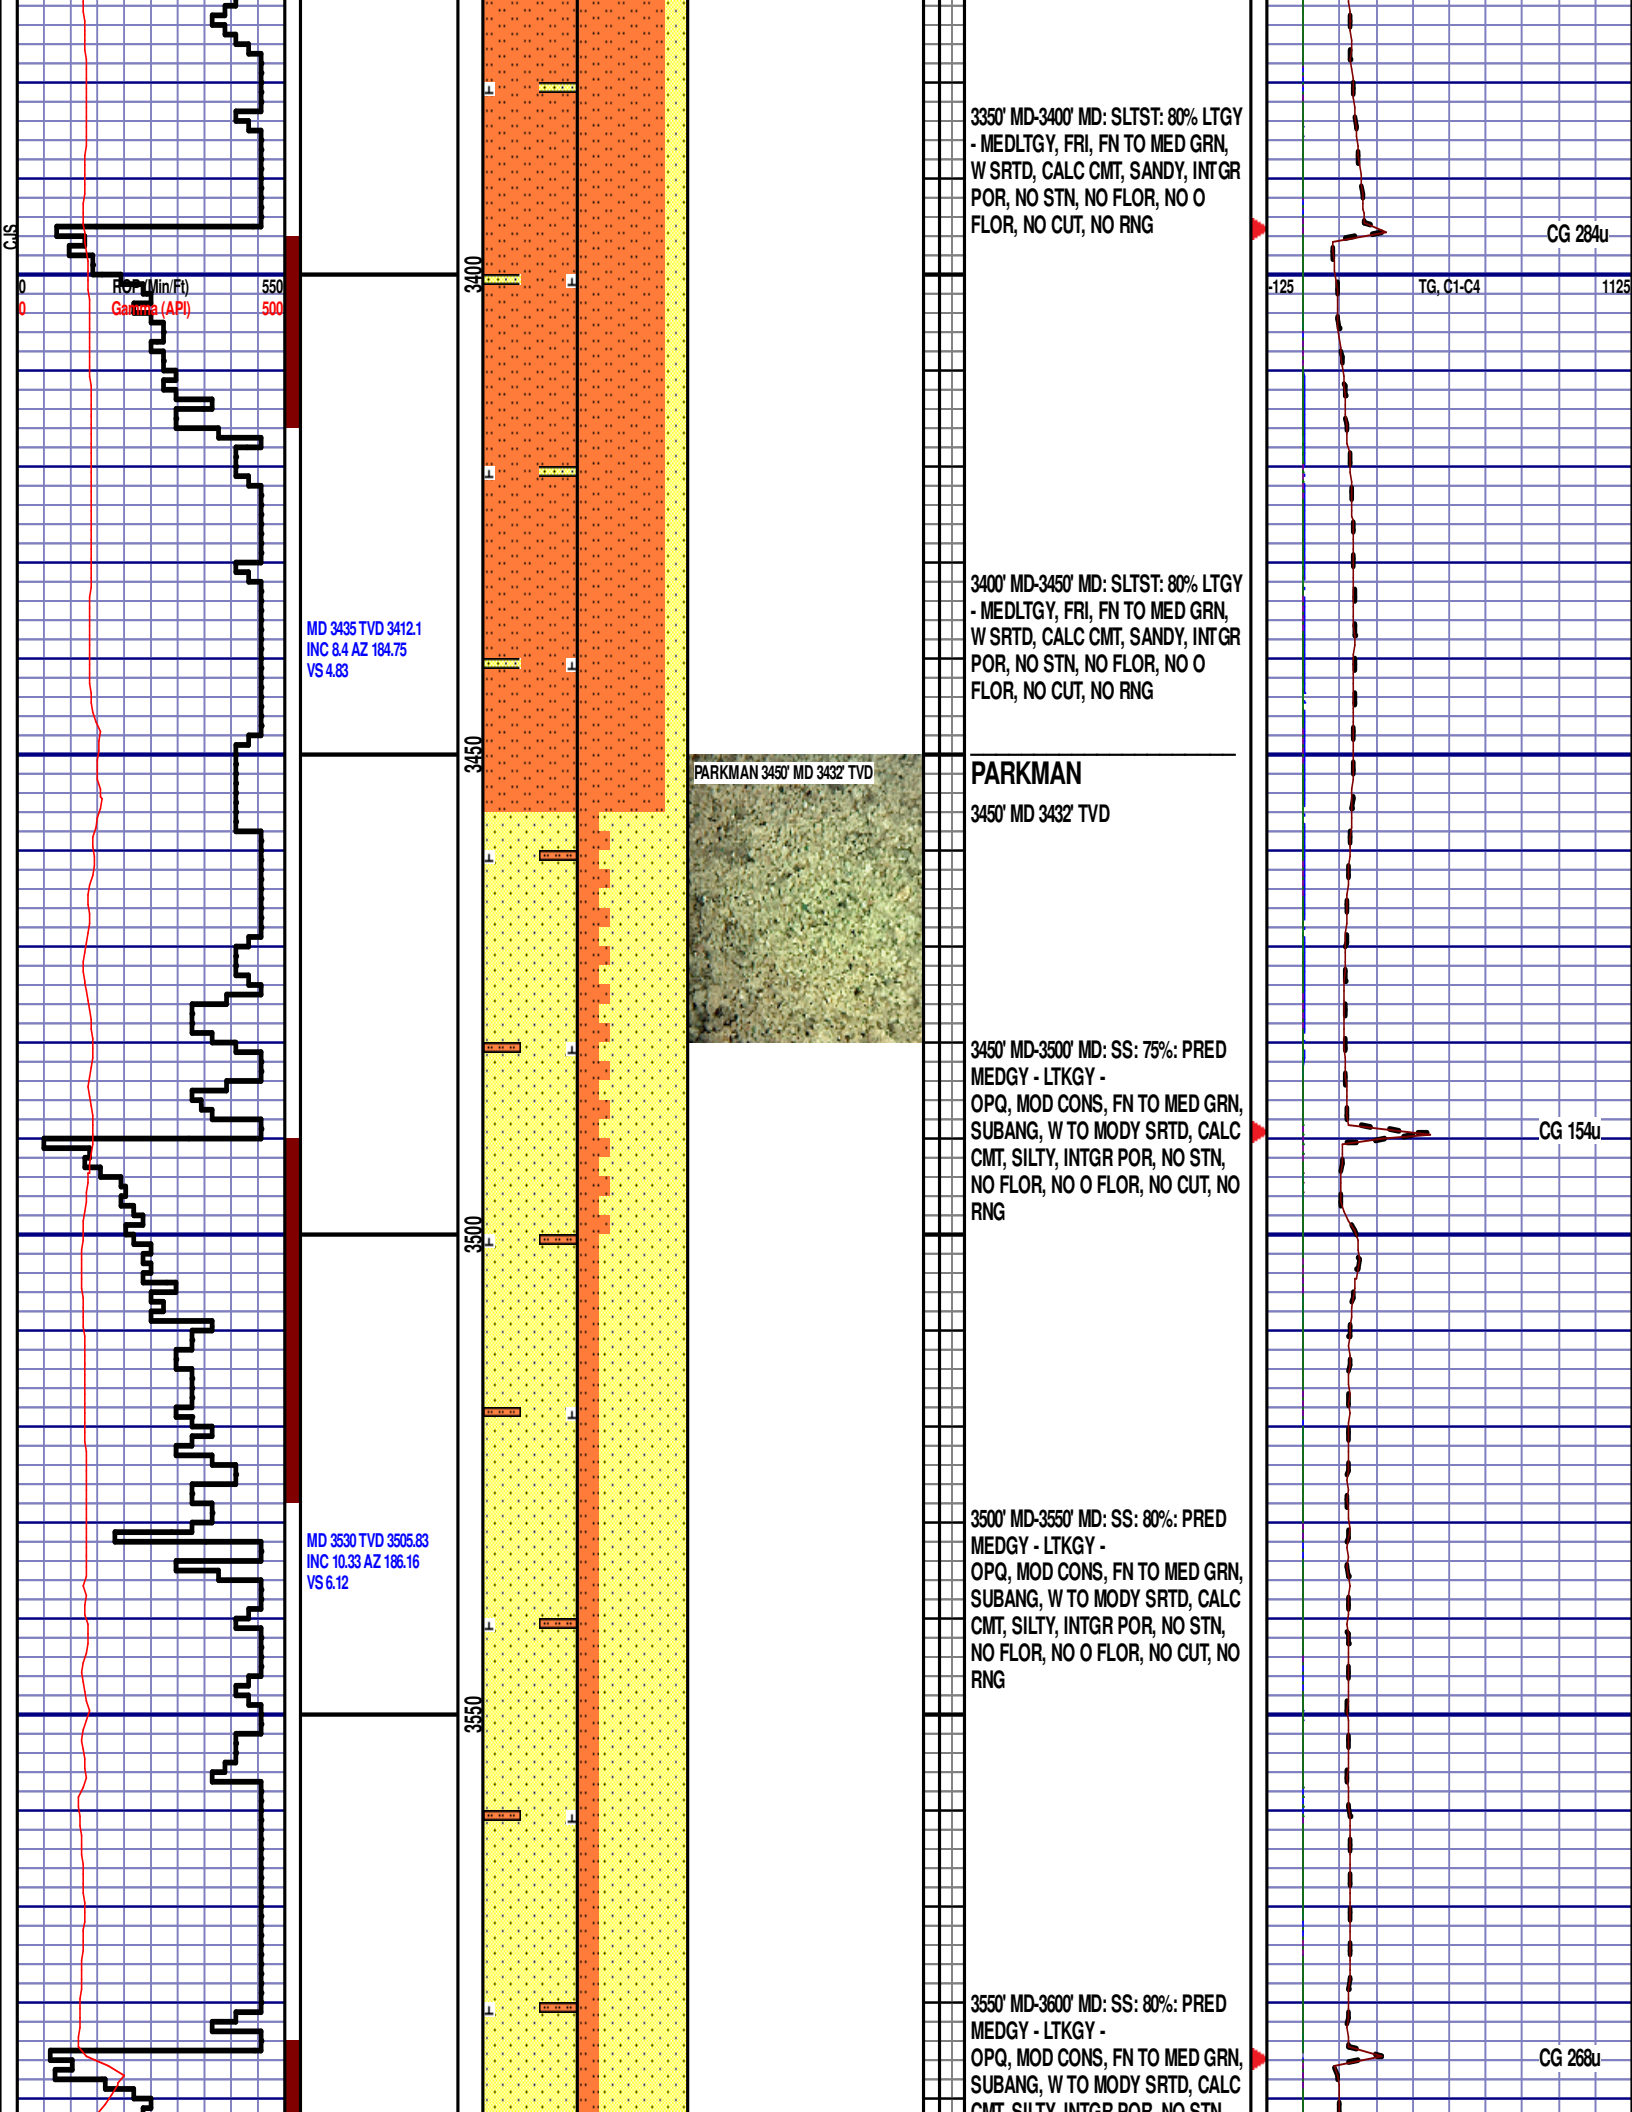 CJS
0 ROP (Min/Ft) 550
0 Gamma (API) 500
MD 3435 TVD 3412.1
INC 8.4 AZ 184.75
VS 4.83
MD 3530 TVD 3505.83
INC 10.33 AZ 186.16
VS 6.12
3400
3450
3500
3550
PARKMAN 3450' MD 3432' TVD
3350' MD-3400' MD: SLTST: 80% LTGY
- MEDLTGY, FRI, FN TO MED GRN,
W SRTD, CALC CMT, SANDY, INTGR
POR, NO STN, NO FLOR, NO O
FLOR, NO CUT, NO RNG
3400' MD-3450' MD: SLTST: 80% LTGY
- MEDLTGY, FRI, FN TO MED GRN,
W SRTD, CALC CMT, SANDY, INTGR
POR, NO STN, NO FLOR, NO O
FLOR, NO CUT, NO RNG
PARKMAN
3450' MD 3432' TVD
3450' MD-3500' MD: SS: 75%: PRED
MEDGY - LTKGY -
OPQ, MOD CONS, FN TO MED GRN,
SUBANG, W TO MODY SRTD, CALC
CMT, SILTY, INTGR POR, NO STN,
NO FLOR, NO O FLOR, NO CUT, NO
RNG
3500' MD-3550' MD: SS: 80%: PRED
MEDGY - LTKGY -
OPQ, MOD CONS, FN TO MED GRN,
SUBANG, W TO MODY SRTD, CALC
CMT, SILTY, INTGR POR, NO STN,
NO FLOR, NO O FLOR, NO CUT, NO
RNG
3550' MD-3600' MD: SS: 80%: PRED
MEDGY - LTKGY -
OPQ, MOD CONS, FN TO MED GRN,
SUBANG, W TO MODY SRTD, CALC
CMT, SILTY, INTGR POR, NO STN,
CG 284u
-125 TG, C1-C4 1125
CG 154u
CG 268u